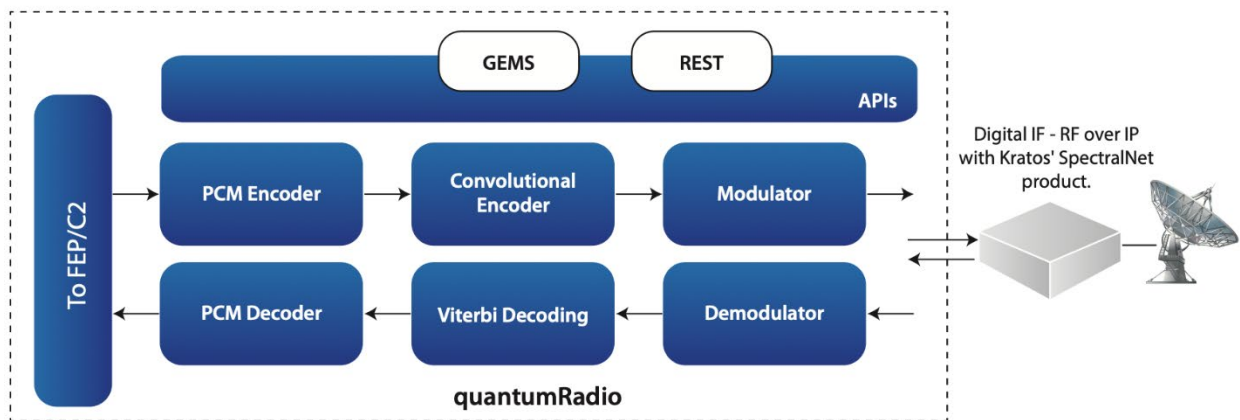 GEMS
REST
APIs
To FEP/C2
PCM Encoder
Convolutional
Encoder
Modulator
PCM Decoder
Viterbi Decoding
Demodulator
quantumRadio
Digital IF - RF over IP
with Kratos' SpectralNet
product.